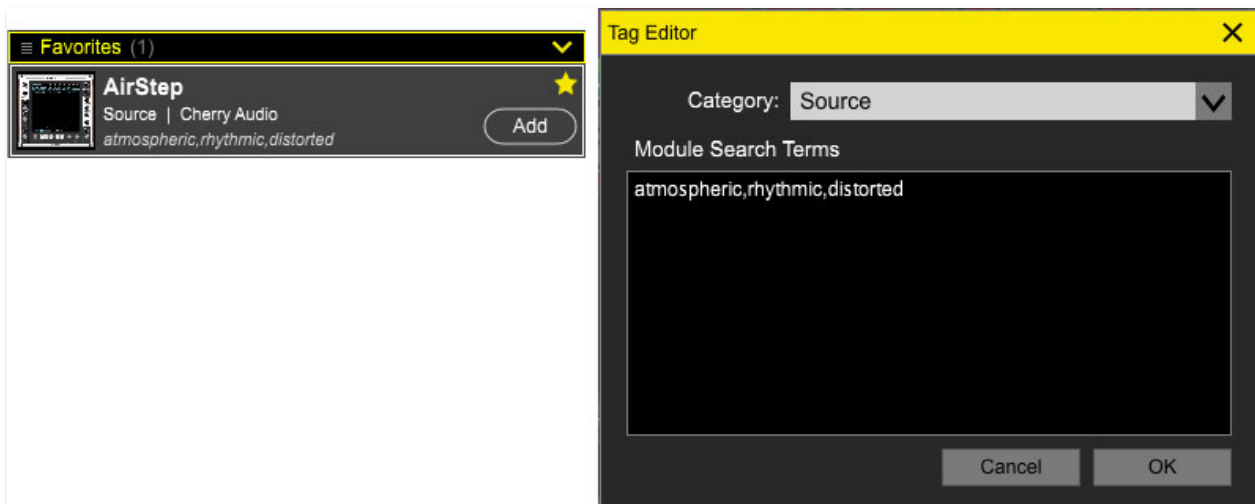 Favorites (1)
AirStep
Source | Cherry Audio
atmospheric,rhythmic,distorted
Add
Tag Editor
Category: Source
Module Search Terms
atmospheric,rhythmic,distorted
Cancel OK